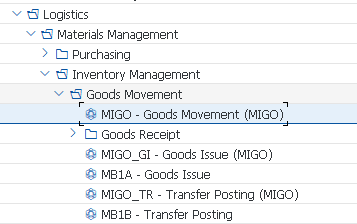 Logistics
Materials Management
Purchasing
Inventory Management
Goods Movement
MIGO - Goods Movement (MIGO)
Goods Receipt
MIGO_GI - Goods Issue (MIGO)
MB1A - Goods Issue
MIGO_TR - Transfer Posting (MIGO)
MB1B - Transfer Posting